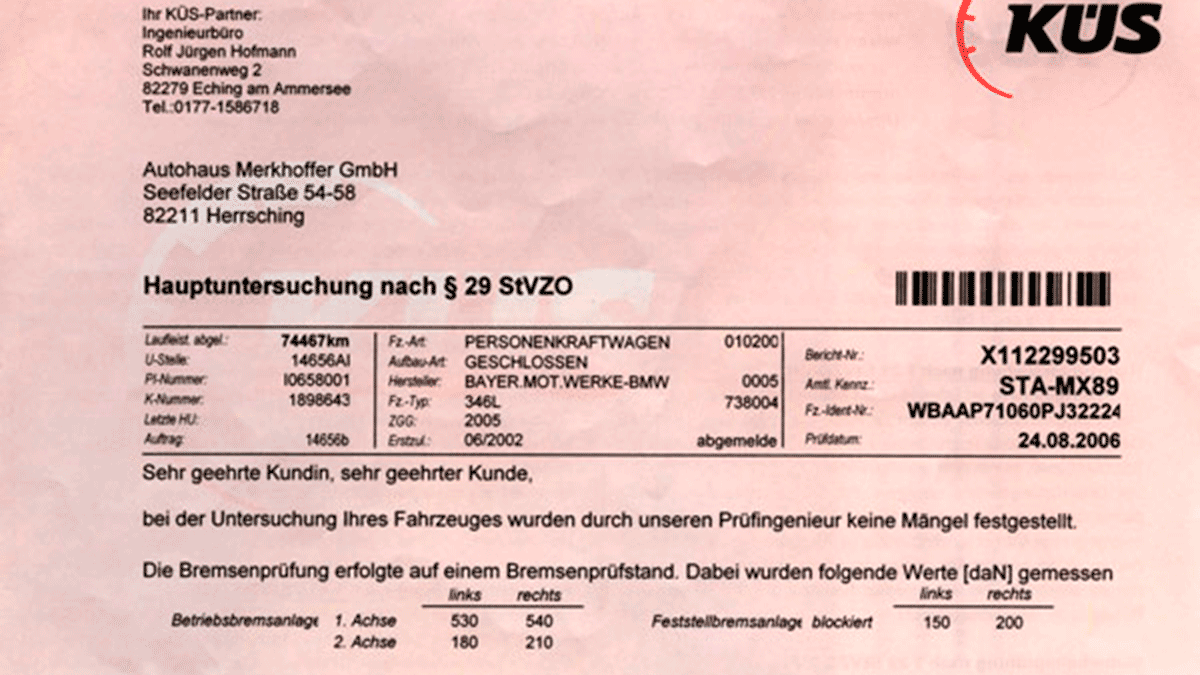 Ihr KÜS-Partner:
Ingenieurbüro
Rolf Jürgen Hofmann
Schwanenweg 2
82279 Eching am Ammersee
Tel.:0177-1586718
KÜS
Autohaus Merkhoffer GmbH
Seefelder Straße 54-58
82211 Herrsching
Hauptuntersuchung nach § 29 StVZO
Laufleist. abgel.: 74467km
U-Stelle: 14656AI
PI-Nummer: I0658001
K-Nummer: 1898643
Letzte HU:
Auftrag: 14656b
Fz.-Art: PERSONENKRAFTWAGEN 010200
Aufbau-Art: GESCHLOSSEN
Hersteller: BAYER.MOT.WERKE-BMW 0005
Fz.-Typ: 346L 738004
ZGG: 2005
Erstzul.: 06/2002 abgemelde
Bericht-Nr.: X112299503
Amtl. Kennz.: STA-MX89
Fz.-Ident-Nr.: WBAAP71060PJ32224
Prüfdatum: 24.08.2006
Sehr geehrte Kundin, sehr geehrter Kunde,
bei der Untersuchung Ihres Fahrzeuges wurden durch unseren Prüfingenieur keine Mängel festgestellt.
Die Bremsenprüfung erfolgte auf einem Bremsenprüfstand. Dabei wurden folgende Werte [daN] gemessen
links rechts links rechts
Betriebsbremsanlage 1. Achse 530 540 Feststellbremsanlage blockiert 150 200
2. Achse 180 210